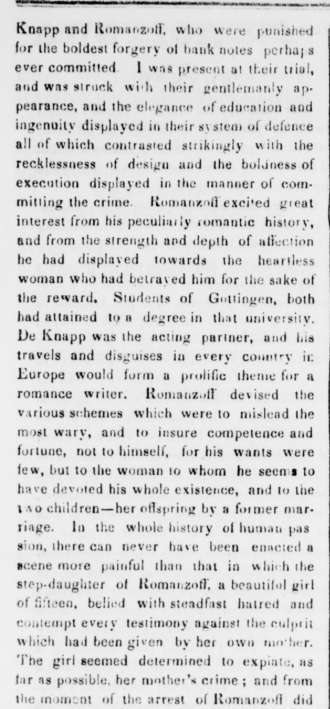 Knapp and Romanzoff, who were punished
for the boldest forgery of bank notes perhaps
ever committed. I was present at their trial,
and was struck with their gentlemanly ap-
pearance, and the elegance of education and
ingenuity displayed in their system of defence
all of which contrasted strikingly with the
recklessness of design and the boldness of
execution displayed in the manner of com-
mitting the crime. Romanzoff excited great
interest from his peculiarly romantic history,
and from the strength and depth of affection
he had displayed towards the heartless
woman who had betrayed him for the sake of
the reward. Students of Gottingen, both
had attained to a degree in that university.
De Knapp was the acting partner, and his
travels and disguises in every country in
Europe would form a prolific theme for a
romance writer. Romanzoff devised the
various schemes which were to mislead the
most wary, and to insure competence and
fortune, not to himself, for his wants were
few, but to the woman to whom he seems to
have devoted his whole existence, and to the
two children—her offspring by a former mar-
riage. In the whole history of human pas
sion, there can never have been enacted a
scene more painful than that in which the
step-daughter of Romanzoff, a beautiful girl
of fifteen, belied with steadfast hatred and
contempt every testimony against the culprit
which had been given by her own mother.
The girl seemed determined to expiate, as
far as possible, her mother's crime; and from
the moment of the arrest of Romanzoff did